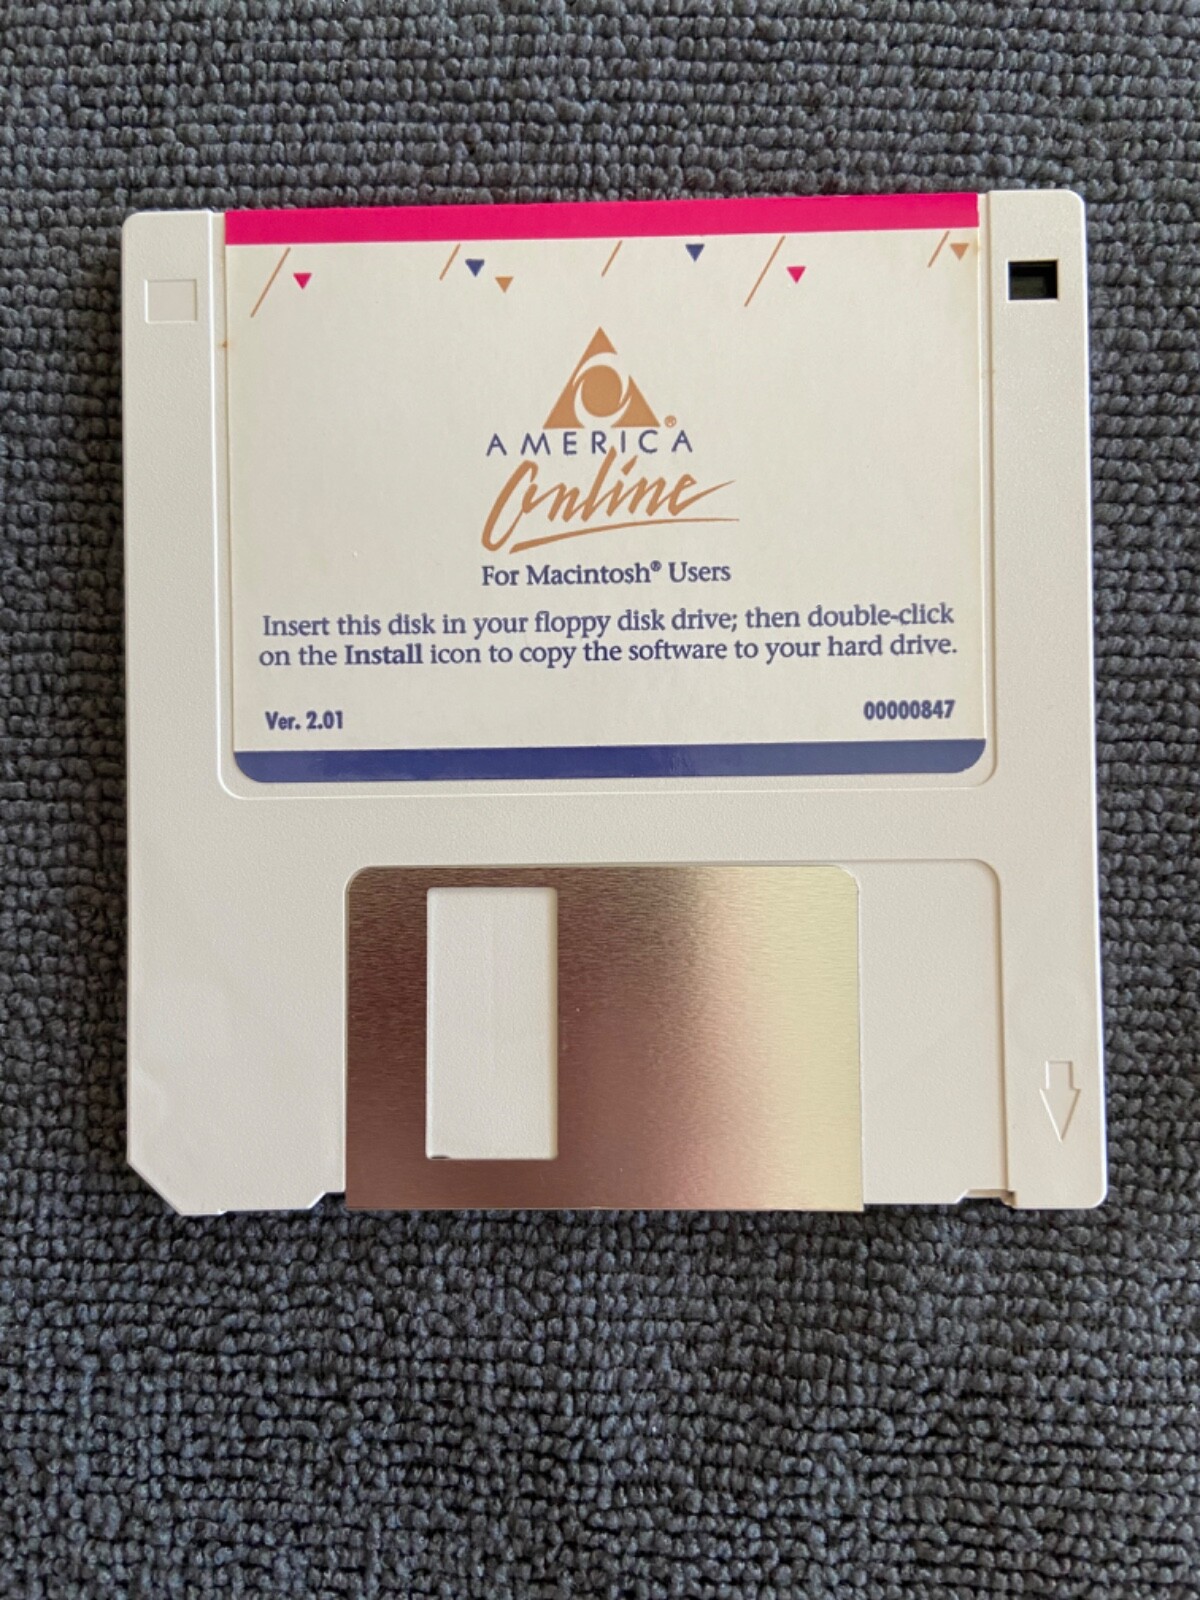 AMERICA
Online
For Macintosh® Users
Insert this disk in your floppy disk drive; then double-click
on the Install icon to copy the software to your hard drive.
Ver. 2.01
00000847